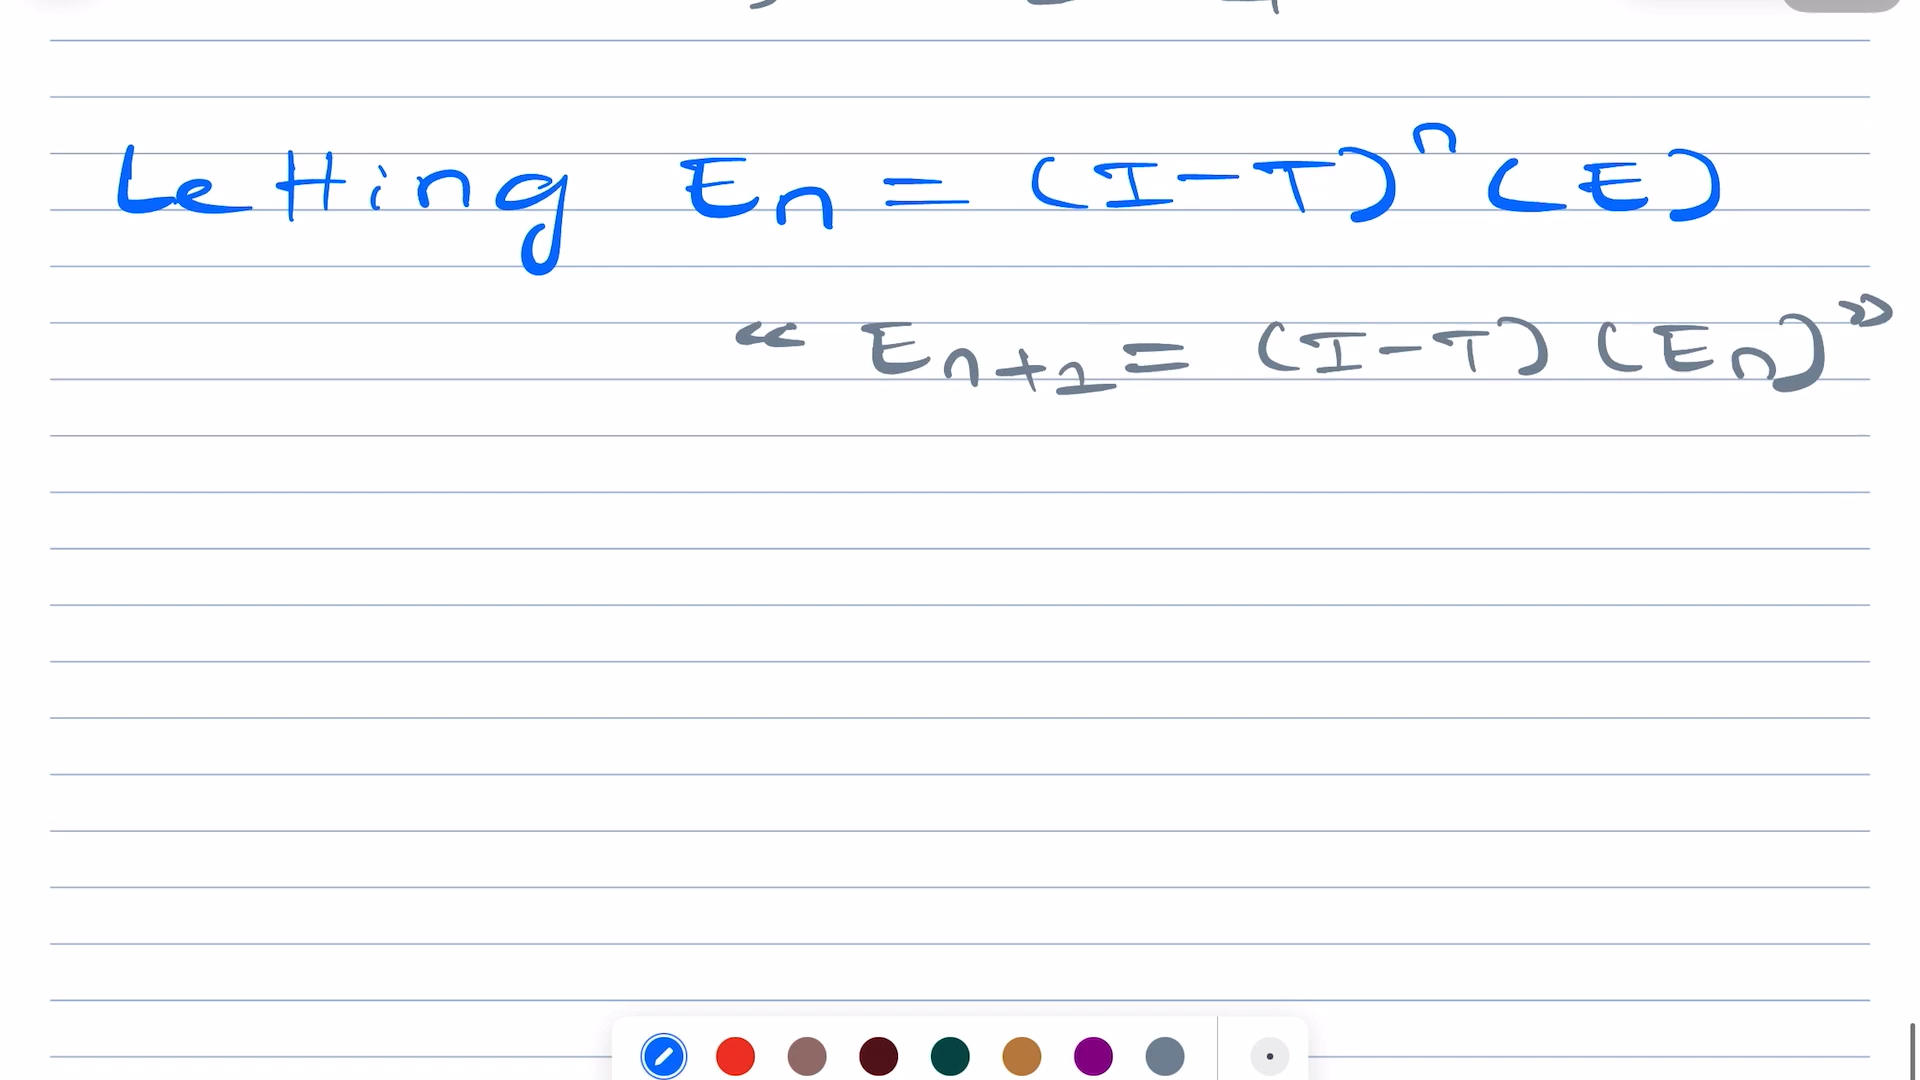 Letting Eₙ = (I-T)ⁿ (E)
« Eₙ₊₁ = (I-T) (Eₙ) »